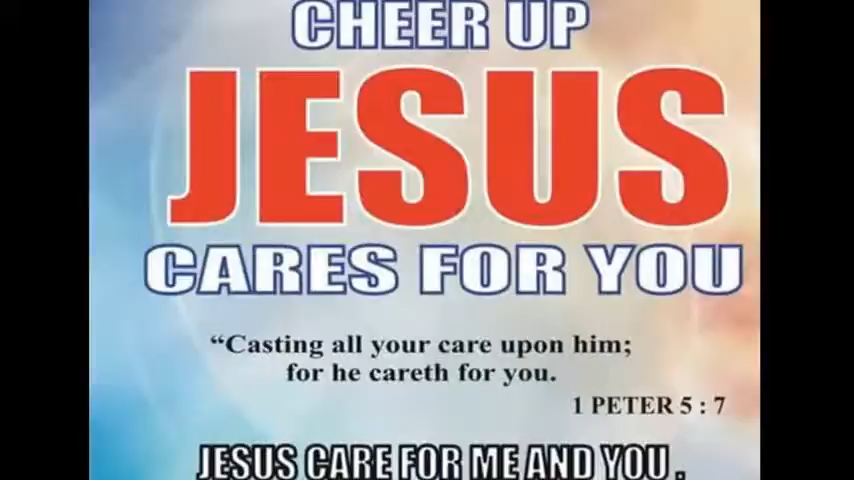 CHEER UP
JESUS
CARES FOR YOU
“Casting all your care upon him;
for he careth for you.
1 PETER 5 : 7
JESUS CARE FOR ME AND YOU .